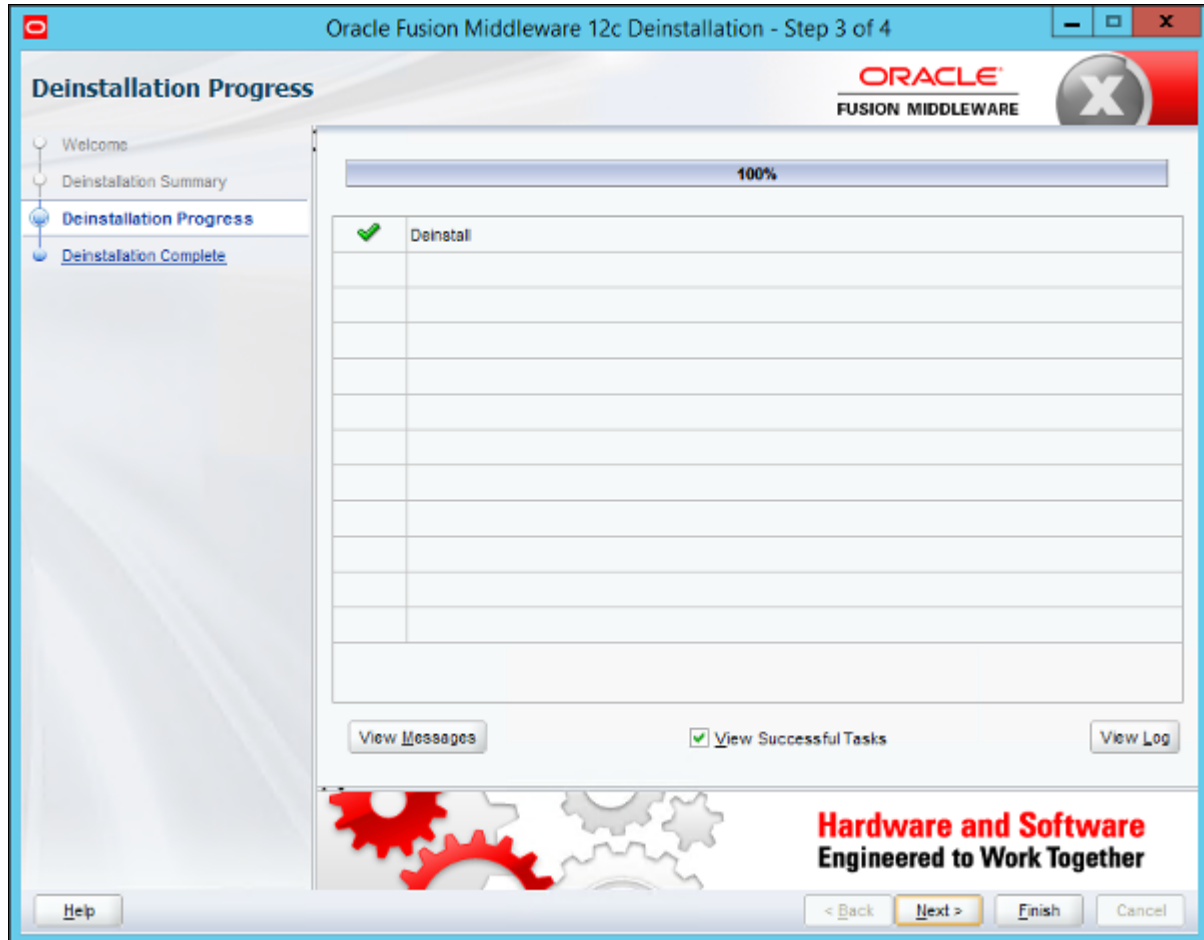 Oracle Fusion Middleware 12c Deinstallation - Step 3 of 4
Deinstallation Progress
ORACLE
FUSION MIDDLEWARE
Welcome
Deinstallation Summary
Deinstallation Progress
Deinstallation Complete
100%
Deinstall
View Messages
View Successful Tasks
View Log
Hardware and Software
Engineered to Work Together
Help
< Back
Next >
Finish
Cancel